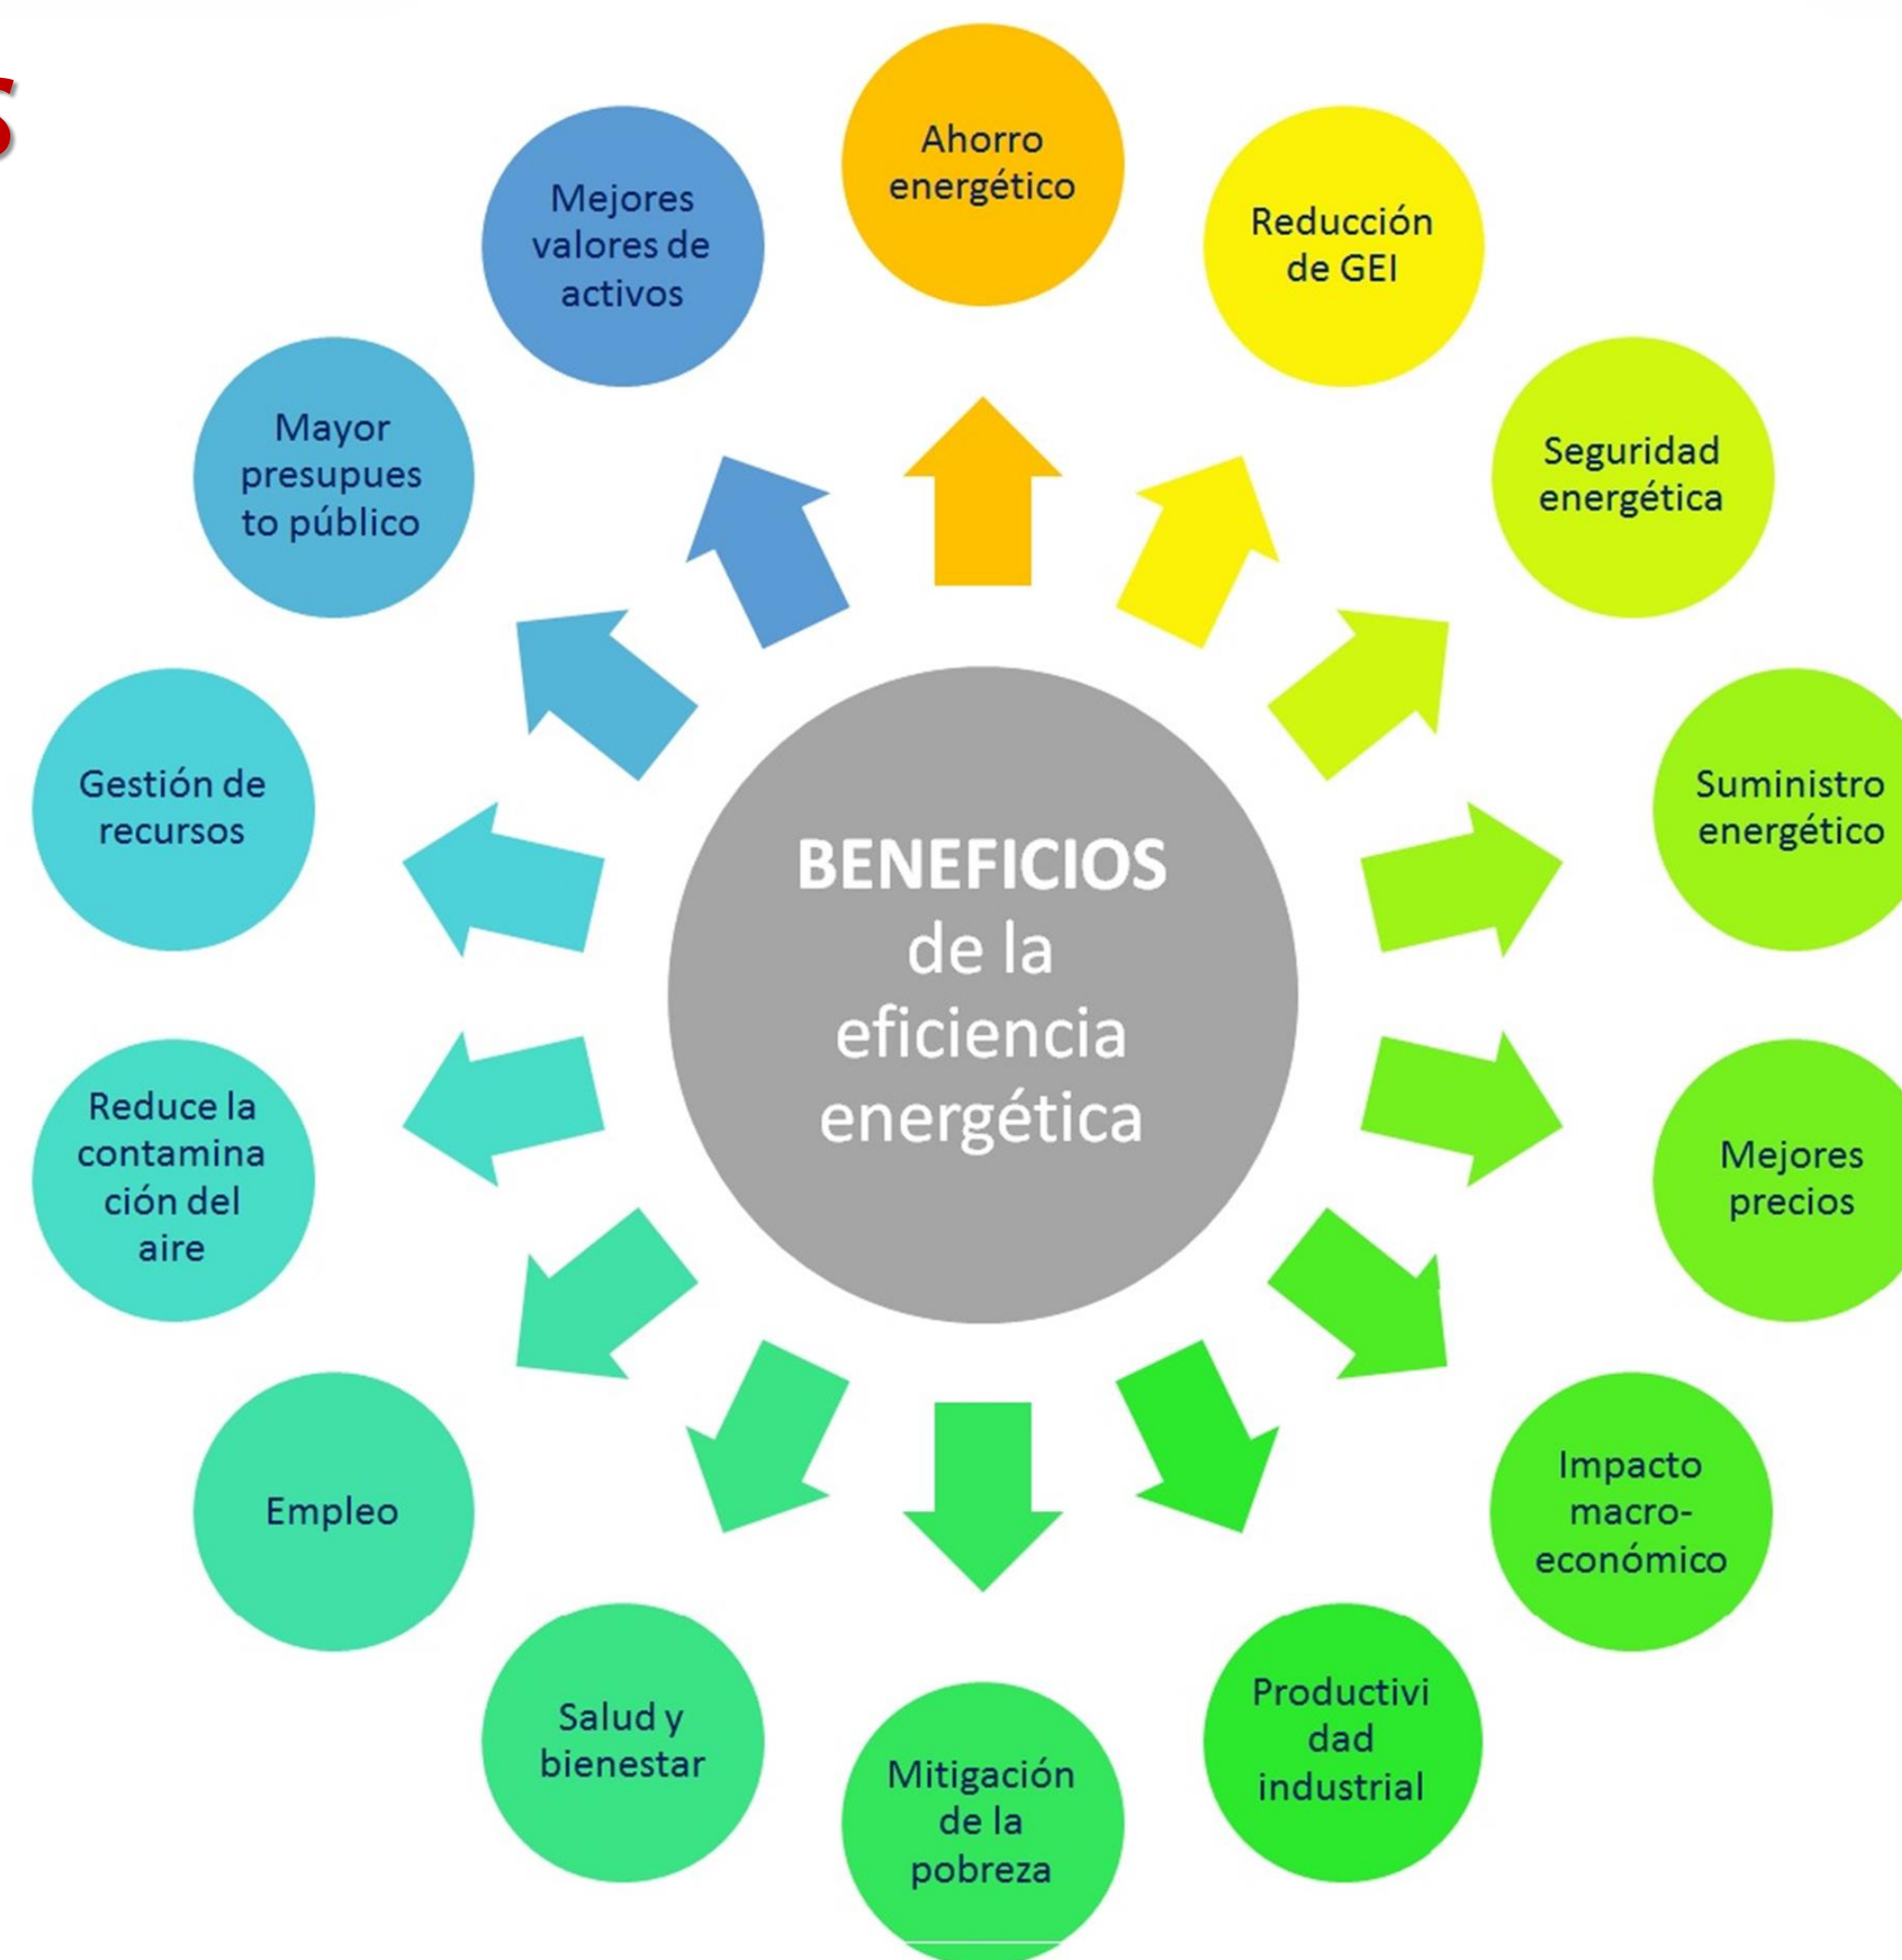 Ahorro
energético
Reducción
de GEI
Seguridad
energética
Suministro
energético
Mejores
precios
Impacto
macro-
económico
Productivi
dad
industrial
Mitigación
de la
pobreza
Salud y
bienestar
Empleo
Reduce la
contamina
ción del
aire
Gestión de
recursos
Mayor
presupues
to público
Mejores
valores de
activos
BENEFICIOS
de la
eficiencia
energética